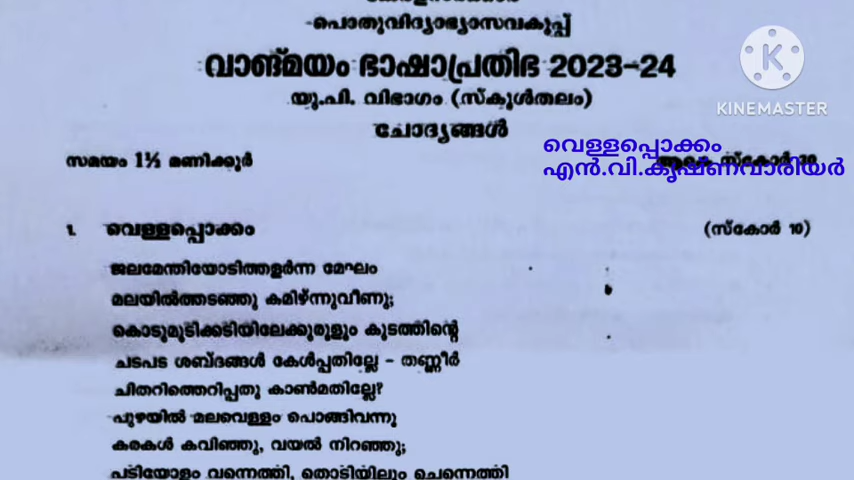 പൊതുവിദ്യാഭ്യാസവകുപ്പ്
വാങ്മയം ഭാഷാപ്രതിഭ 2023-24
യു.പി. വിഭാഗം (സ്കൂൾതലം)
ചോദ്യങ്ങൾ
KINEMASTER
സമയം 1½ മണിക്കൂർ
വെള്ളപ്പൊക്കം
എൻ.വി.കൃഷ്ണവാരിയർ
1. വെള്ളപ്പൊക്കം (സ്കോർ 10)
ജലമേന്തിയോടിത്തളർന്ന മേഘം
മലയിൽത്തടഞ്ഞു കമിഴ്ന്നുവീണു;
കൊടുമുടിക്കടിയിലേക്കുരുളും കുടത്തിന്റെ
ചടപട ശബ്ദങ്ങൾ കേൾപ്പതില്ലേ - തണ്ണീർ
ചിതറിത്തെറിപ്പതു കാൺമതില്ലേ?
പുഴയിൽ മലവെള്ളം പൊങ്ങിവന്നു
കരകൾ കവിഞ്ഞു, വയൽ നിറഞ്ഞു;
പടിയോളം വന്നെത്തി, തൊടിയിലും ചെന്നെത്തി